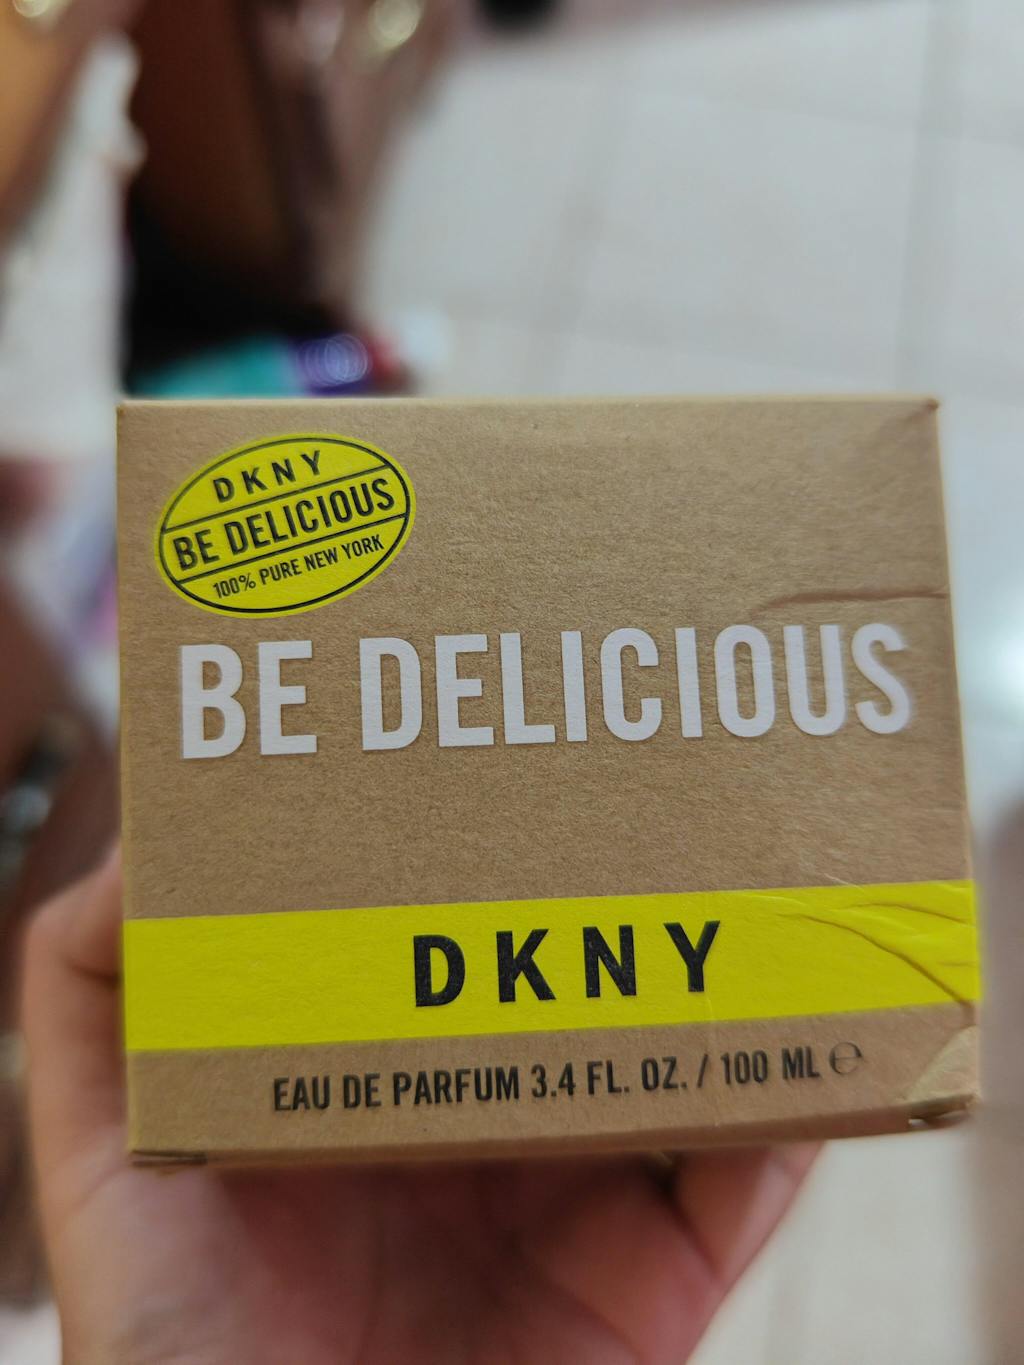 DKNY
BE DELICIOUS
100% PURE NEW YORK
BE DELICIOUS
DKNY
EAU DE PARFUM 3.4 FL. OZ. / 100 ML ℮